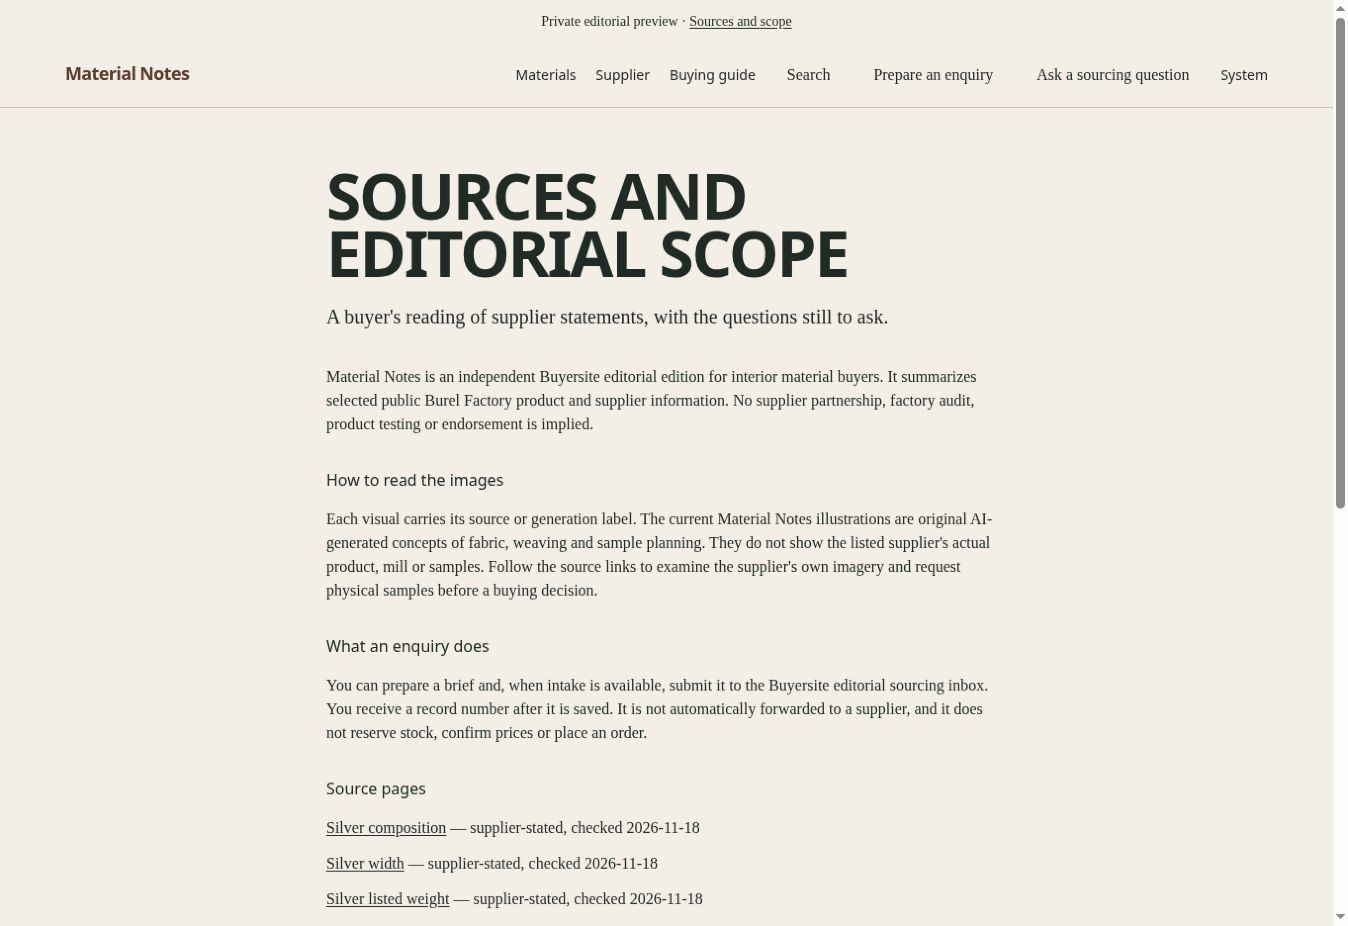 Private editorial preview · Sources and scope
Material Notes
Materials Supplier Buying guide Search Prepare an enquiry Ask a sourcing question System
SOURCES AND
EDITORIAL SCOPE
A buyer's reading of supplier statements, with the questions still to ask.
Material Notes is an independent Buyersite editorial edition for interior material buyers. It summarizes
selected public Burel Factory product and supplier information. No supplier partnership, factory audit,
product testing or endorsement is implied.
How to read the images
Each visual carries its source or generation label. The current Material Notes illustrations are original AI-
generated concepts of fabric, weaving and sample planning. They do not show the listed supplier's actual
product, mill or samples. Follow the source links to examine the supplier's own imagery and request
physical samples before a buying decision.
What an enquiry does
You can prepare a brief and, when intake is available, submit it to the Buyersite editorial sourcing inbox.
You receive a record number after it is saved. It is not automatically forwarded to a supplier, and it does
not reserve stock, confirm prices or place an order.
Source pages
Silver composition — supplier-stated, checked 2026-11-18
Silver width — supplier-stated, checked 2026-11-18
Silver listed weight — supplier-stated, checked 2026-11-18